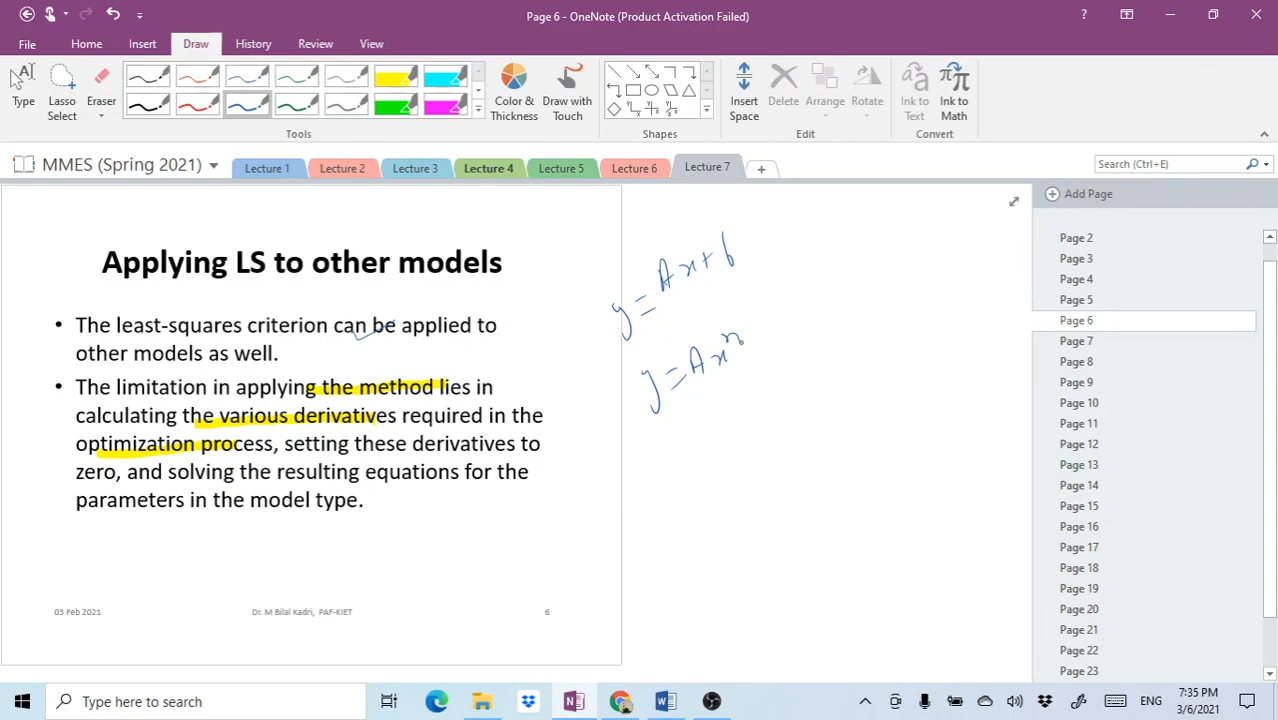 Page 6 - OneNote (Product Activation Failed)
?
File Home Insert Draw History Review View
Type
Lasso Select
Eraser
Color & Thickness
Draw with Touch
Insert Space
Delete
Arrange
Rotate
Ink to Text
Ink to Math
Tools
Shapes
Edit
Convert
MMES (Spring 2021)
Lecture 1
Lecture 2
Lecture 3
Lecture 4
Lecture 5
Lecture 6
Lecture 7
Search (Ctrl+E)
Applying LS to other models
• The least-squares criterion can be applied to
other models as well.
• The limitation in applying the method lies in
calculating the various derivatives required in the
optimization process, setting these derivatives to
zero, and solving the resulting equations for the
parameters in the model type.
03 Feb 2021
Dr. M Bilal Kadri, PAF-KIET
6
y=Ax+b
Add Page
Page 2
Page 3
Page 4
Page 5
Page 6
Page 7
Page 8
Page 9
Page 10
Page 11
Page 12
Page 13
Page 14
Page 15
Page 16
Page 17
Page 18
Page 19
Page 20
Page 21
Page 22
Page 23
Type here to search
ENG
7:35 PM
3/6/2021